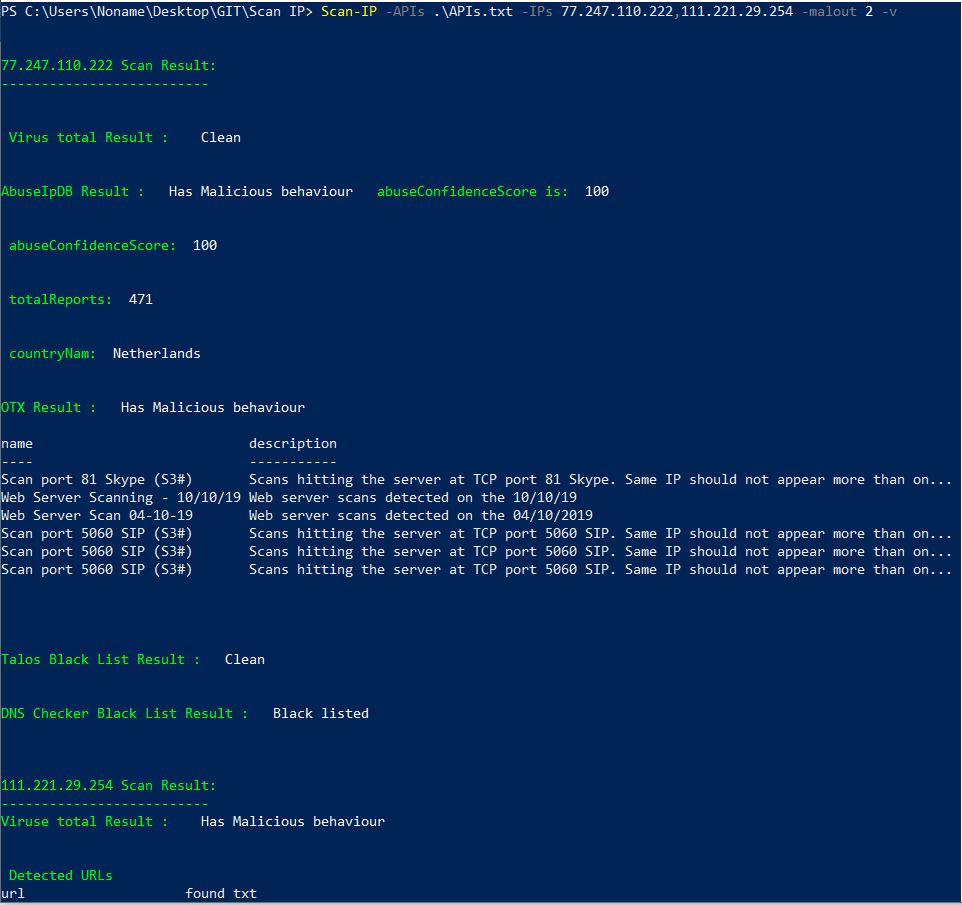 PS C:\Users\Noname\Desktop\GIT\Scan IP> Scan-IP -APIs .\APIs.txt -IPs 77.247.110.222,111.221.29.254 -malout 2 -v
77.247.110.222 Scan Result:
--------------------------
Virus total Result :    Clean
AbuseIpDB Result :   Has Malicious behaviour   abuseConfidenceScore is:  100
abuseConfidenceScore:  100
totalReports:  471
countryNam:  Netherlands
OTX Result :   Has Malicious behaviour
name                           description
----                           -----------
Scan port 81 Skype (S3#)       Scans hitting the server at TCP port 81 Skype. Same IP should not appear more than on...
Web Server Scanning - 10/10/19 Web server scans detected on the 10/10/19
Web Server Scan 04-10-19       Web server scans detected on the 04/10/2019
Scan port 5060 SIP (S3#)       Scans hitting the server at TCP port 5060 SIP. Same IP should not appear more than on...
Scan port 5060 SIP (S3#)       Scans hitting the server at TCP port 5060 SIP. Same IP should not appear more than on...
Scan port 5060 SIP (S3#)       Scans hitting the server at TCP port 5060 SIP. Same IP should not appear more than on...
Talos Black List Result :   Clean
DNS Checker Black List Result :   Black listed
111.221.29.254 Scan Result:
--------------------------
Viruse total Result :    Has Malicious behaviour
Detected URLs
url                    found txt